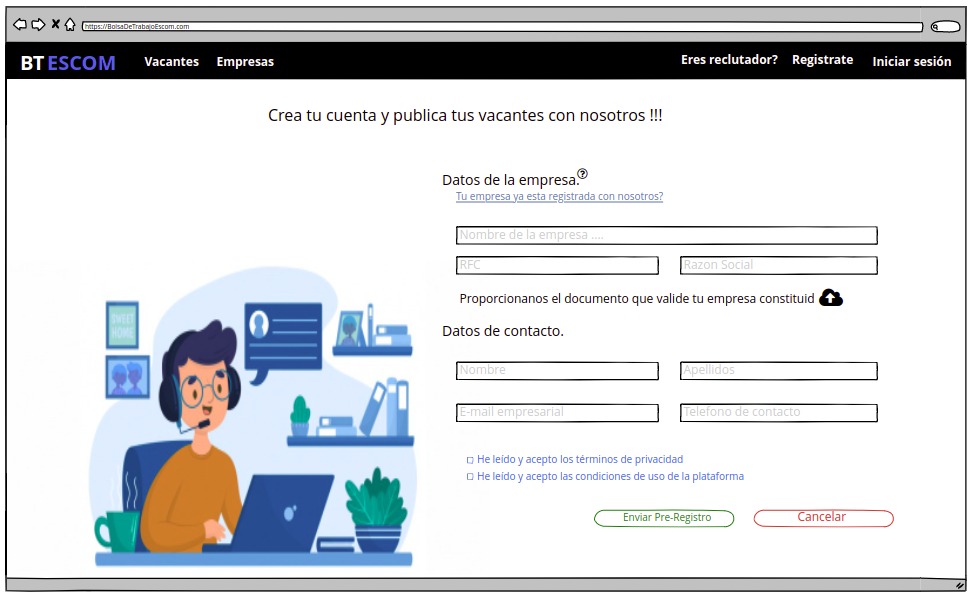 https://BolsaDeTrabajoEscom.com
BT ESCOM Vacantes Empresas Eres reclutador? Registrate Iniciar sesión
Crea tu cuenta y publica tus vacantes con nosotros !!!
Datos de la empresa. ?
Tu empresa ya esta registrada con nosotros?
Nombre de la empresa ....
RFC Razon Social
Proporcionanos el documento que valide tu empresa constituid
SWEET
HOME
Datos de contacto.
Nombre Apellidos
E-mail empresarial Telefono de contacto
He leído y acepto los términos de privacidad
He leído y acepto las condiciones de uso de la plataforma
Enviar Pre-Registro Cancelar